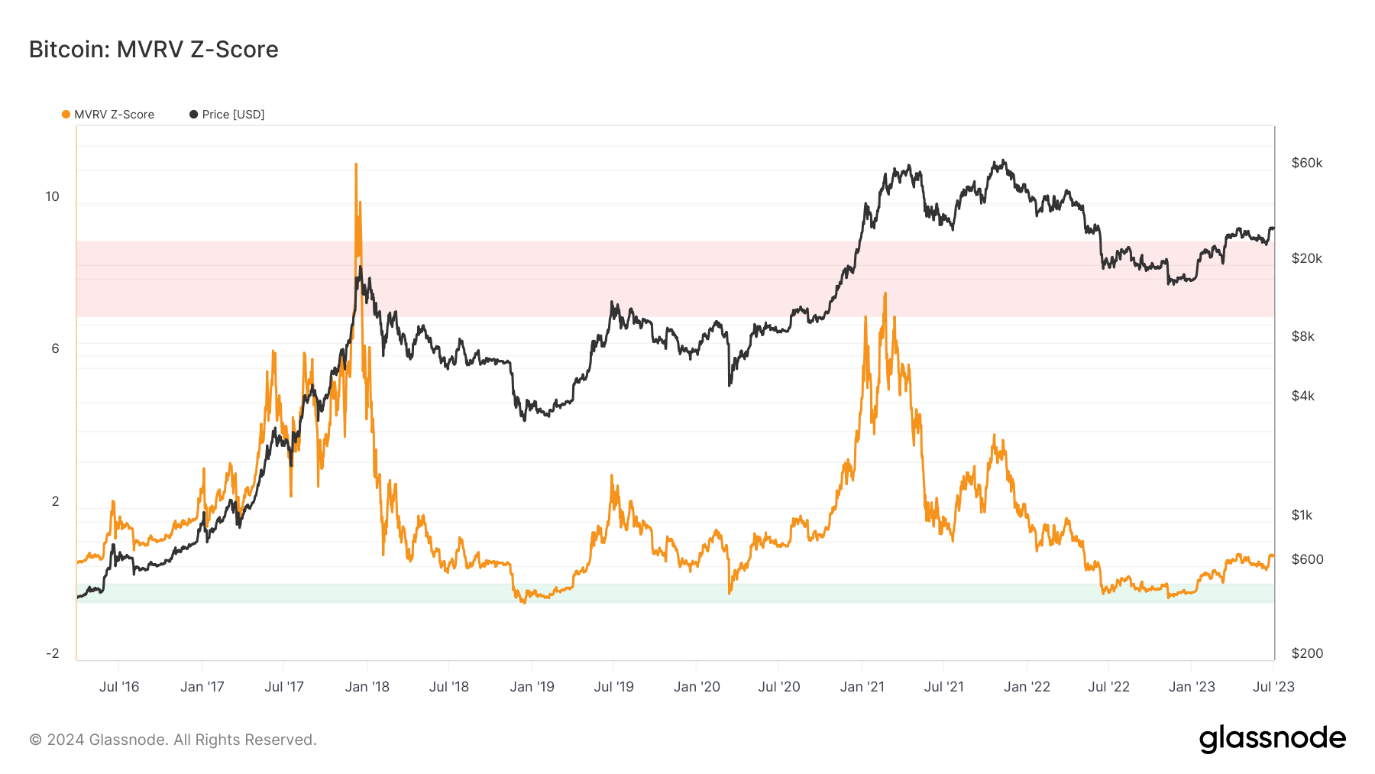 Bitcoin: MVRV Z-Score
MVRV Z-Score
Price [USD]
10
6
2
-2
$60k
$20k
$8k
$4k
$1k
$600
$200
Jul '16
Jan '17
Jul '17
Jan '18
Jul '18
Jan '19
Jul '19
Jan '20
Jul '20
Jan '21
Jul '21
Jan '22
Jul '22
Jan '23
Jul '23
© 2024 Glassnode. All Rights Reserved.
glassnode